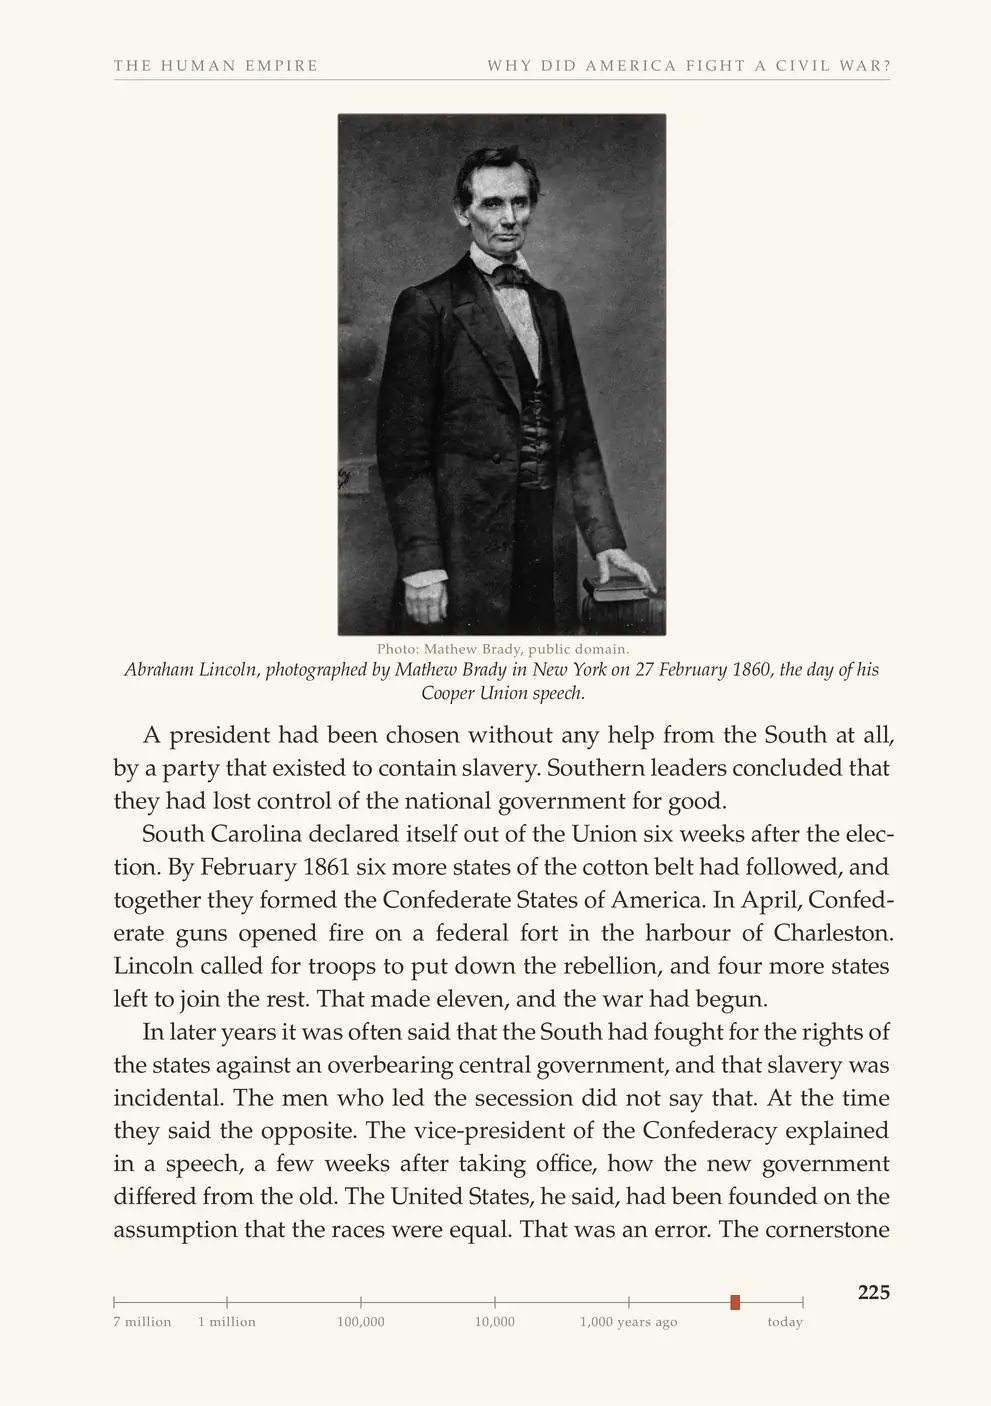 THE HUMAN EMPIRE
WHY DID AMERICA FIGHT A CIVIL WAR?
Photo: Mathew Brady, public domain.
Abraham Lincoln, photographed by Mathew Brady in New York on 27 February 1860, the day of his
Cooper Union speech.
A president had been chosen without any help from the South at all,
by a party that existed to contain slavery. Southern leaders concluded that
they had lost control of the national government for good.
South Carolina declared itself out of the Union six weeks after the elec-
tion. By February 1861 six more states of the cotton belt had followed, and
together they formed the Confederate States of America. In April, Confed-
erate guns opened fire on a federal fort in the harbour of Charleston.
Lincoln called for troops to put down the rebellion, and four more states
left to join the rest. That made eleven, and the war had begun.
In later years it was often said that the South had fought for the rights of
the states against an overbearing central government, and that slavery was
incidental. The men who led the secession did not say that. At the time
they said the opposite. The vice-president of the Confederacy explained
in a speech, a few weeks after taking office, how the new government
differed from the old. The United States, he said, had been founded on the
assumption that the races were equal. That was an error. The cornerstone
225
7 million
1 million
100,000
10,000
1,000 years ago
today